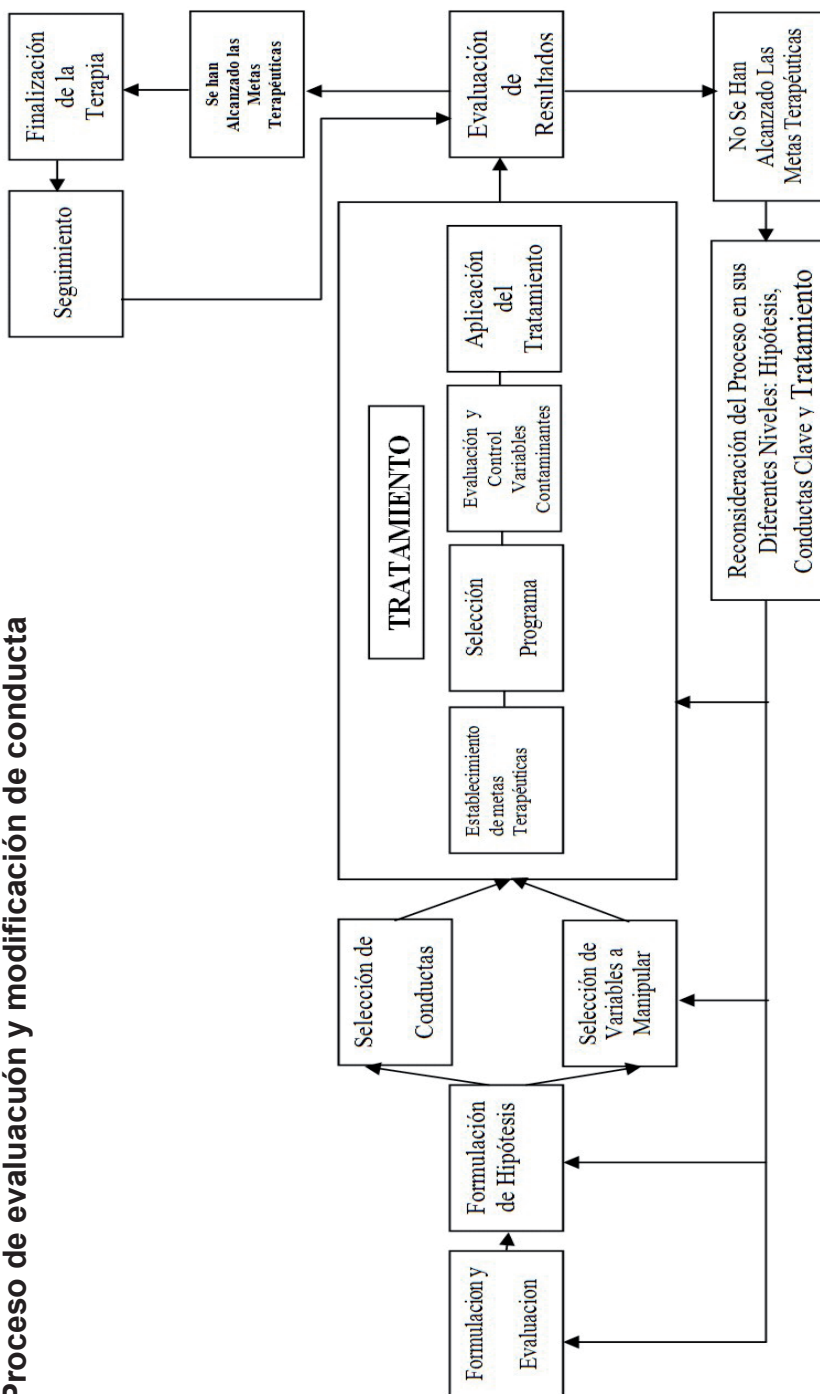 Proceso de evaluacuón y modificación de conducta
Formulacion y
Evaluacion
Formulación
de Hipótesis
Selección de
Conductas
Selección de
Variables a
Manipular
TRATAMIENTO
Establecimiento
de metas
Terapéuticas
Selección
Programa
Evaluación y
Control
Variables
Contaminantes
Aplicación
del
Tratamiento
Evaluación
de
Resultados
Se han
Alcanzado las
Metas
Terapéuticas
Finalización
de la
Terapia
Seguimiento
No Se Han
Alcanzado Las
Metas Terapéuticas
Reconsideración del Proceso en sus
Diferentes Niveles: Hipótesis,
Conductas Clave y Tratamiento